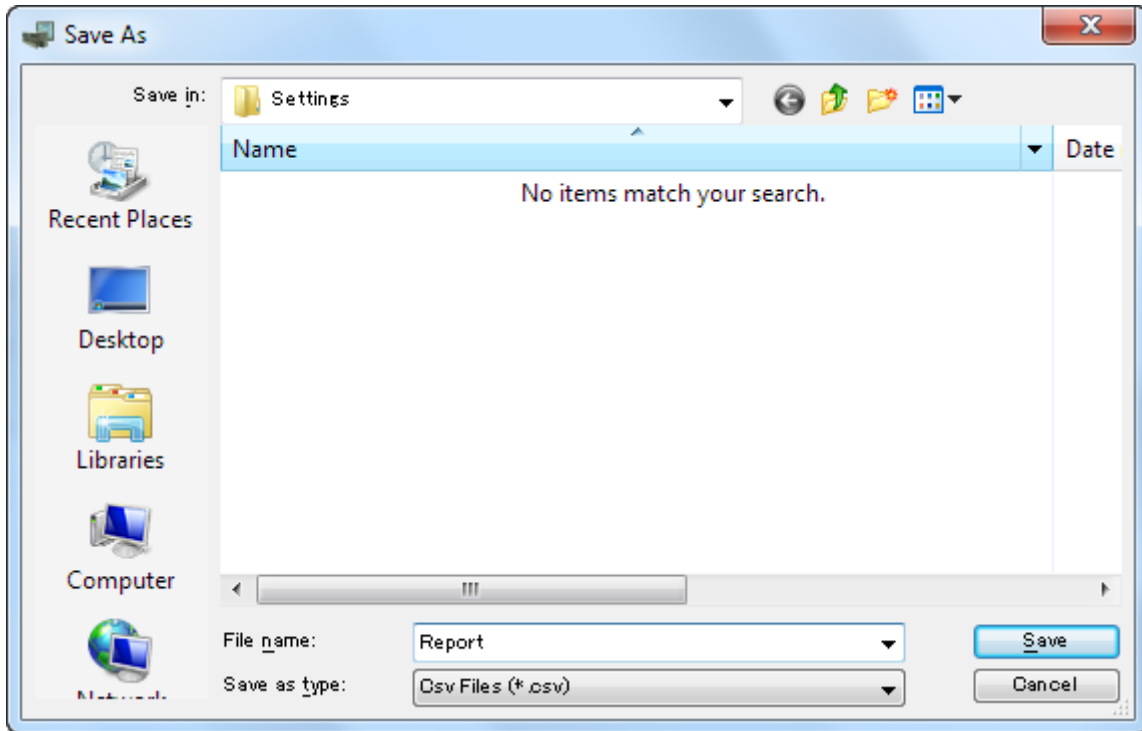 Save As
Save in: Settings
Name Date
No items match your search.
Recent Places
Desktop
Libraries
Computer
Network
File name: Report Save
Save as type: Csv Files (*.csv) Cancel